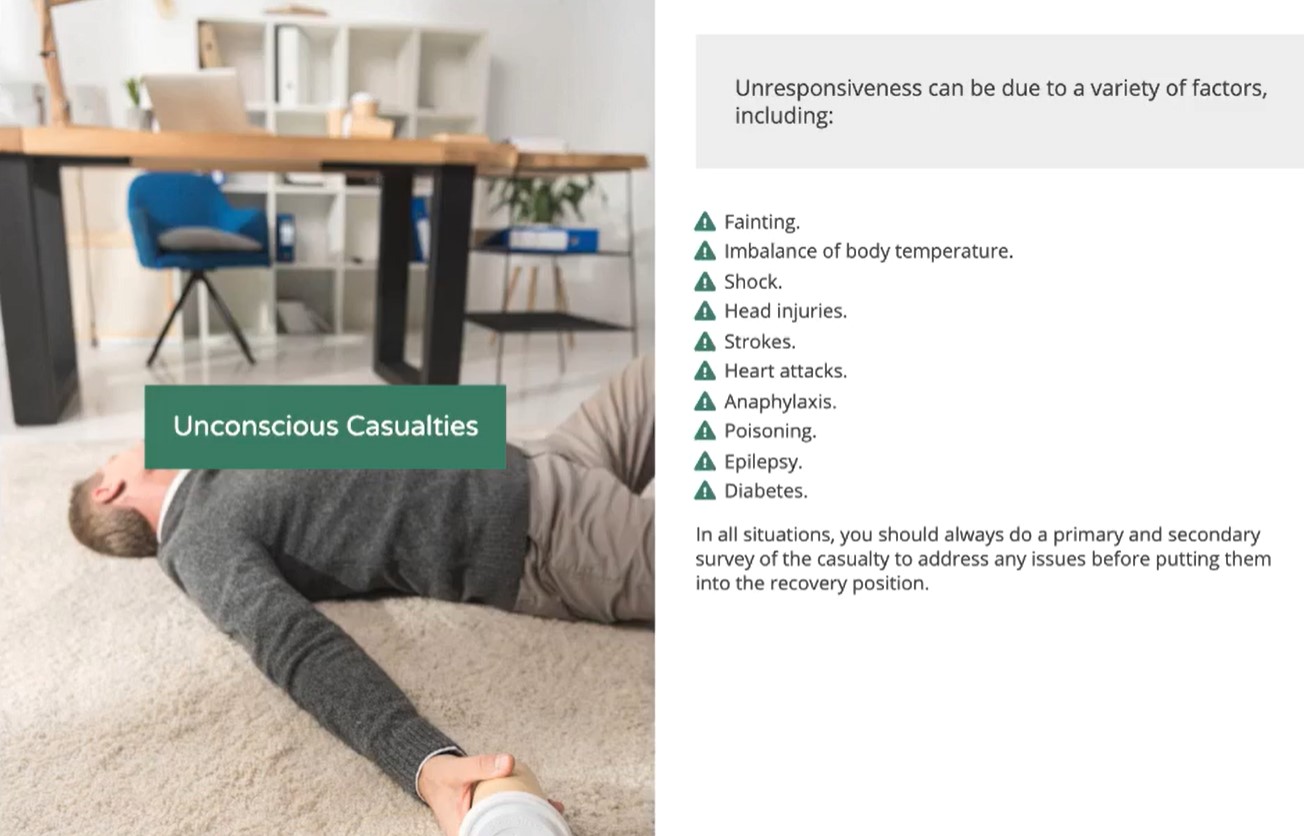 Unconscious Casualties
Unresponsiveness can be due to a variety of factors,
including:
Fainting.
Imbalance of body temperature.
Shock.
Head injuries.
Strokes.
Heart attacks.
Anaphylaxis.
Poisoning.
Epilepsy.
Diabetes.
In all situations, you should always do a primary and secondary
survey of the casualty to address any issues before putting them
into the recovery position.